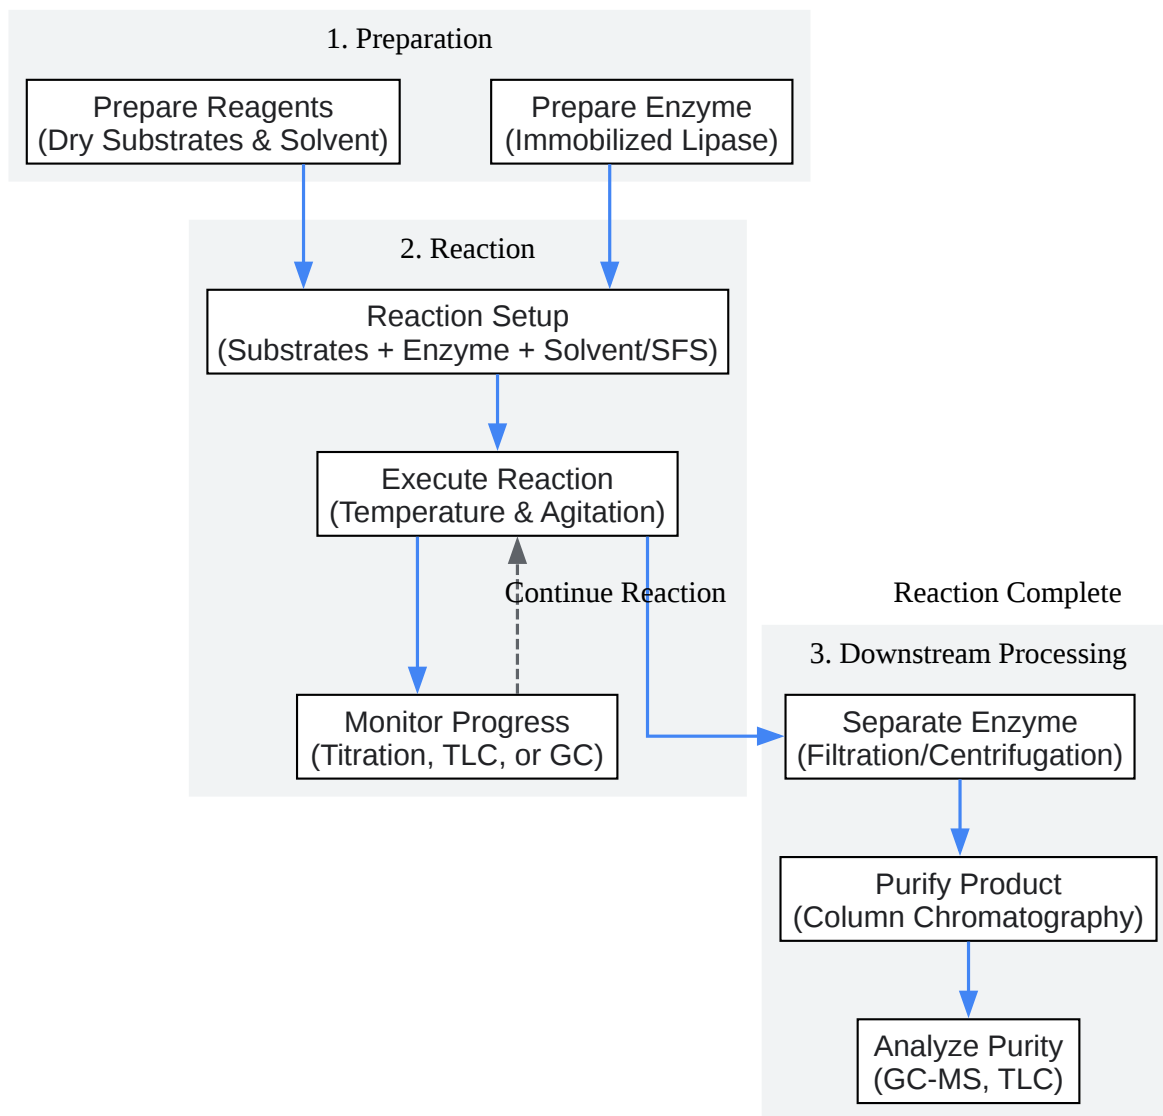 1. Preparation
Prepare Reagents
(Dry Substrates & Solvent)
Prepare Enzyme
(Immobilized Lipase)
2. Reaction
Reaction Setup
(Substrates + Enzyme + Solvent/SFS)
Execute Reaction
(Temperature & Agitation)
Continue Reaction
Monitor Progress
(Titration, TLC, or GC)
Reaction Complete
3. Downstream Processing
Separate Enzyme
(Filtration/Centrifugation)
Purify Product
(Column Chromatography)
Analyze Purity
(GC-MS, TLC)